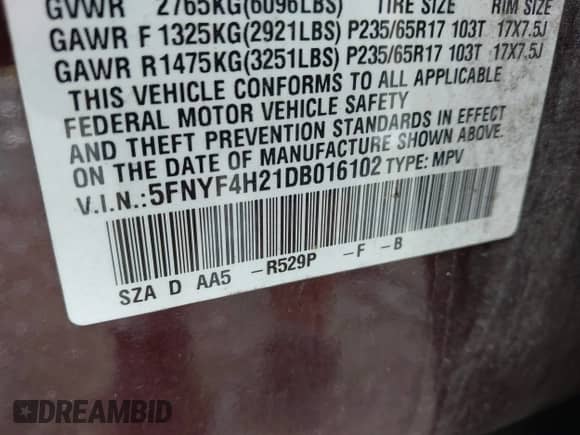 GVWR 2765KG(6096LBS) TIRE SIZE RIM SIZE
GAWR F 1325KG(2921LBS) P235/65R17 103T 17X7.5J
GAWR R1475KG(3251LBS) P235/65R17 103T 17X7.5J
THIS VEHICLE CONFORMS TO ALL APPLICABLE
FEDERAL MOTOR VEHICLE SAFETY
AND THEFT PREVENTION STANDARDS IN EFFECT
ON THE DATE OF MANUFACTURE SHOWN ABOVE.
V.I.N.:5FNYF4H21DB016102 TYPE: MPV
SZA D AA5 -R529P -F -B
DREAMBID